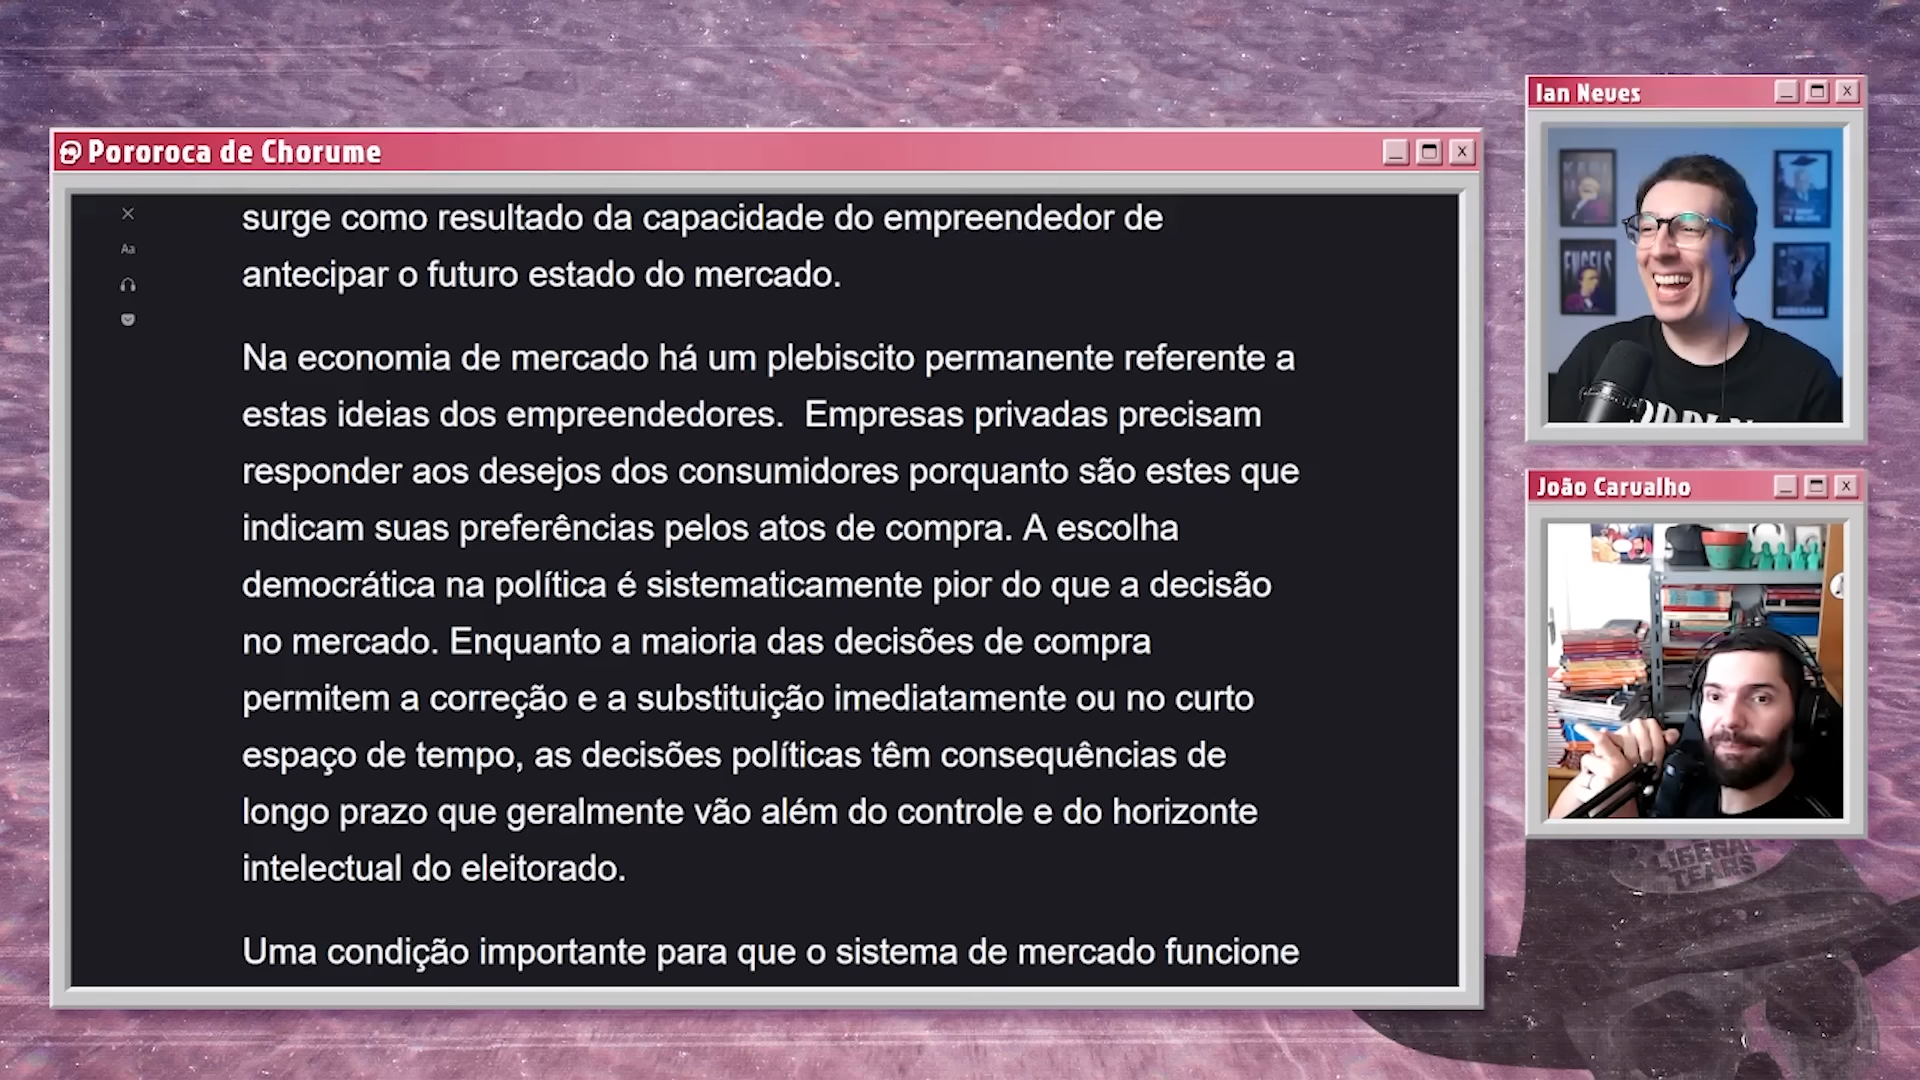 Pororoca de Chorume
surge como resultado da capacidade do empreendedor de
antecipar o futuro estado do mercado.
Na economia de mercado há um plebiscito permanente referente a
estas ideias dos empreendedores.  Empresas privadas precisam
responder aos desejos dos consumidores porquanto são estes que
indicam suas preferências pelos atos de compra. A escolha
democrática na política é sistematicamente pior do que a decisão
no mercado. Enquanto a maioria das decisões de compra
permitem a correção e a substituição imediatamente ou no curto
espaço de tempo, as decisões políticas têm consequências de
longo prazo que geralmente vão além do controle e do horizonte
intelectual do eleitorado.
Uma condição importante para que o sistema de mercado funcione
Aa
Ian Neves
ENGELS
João Carvalho
LIBERAL
TEARS